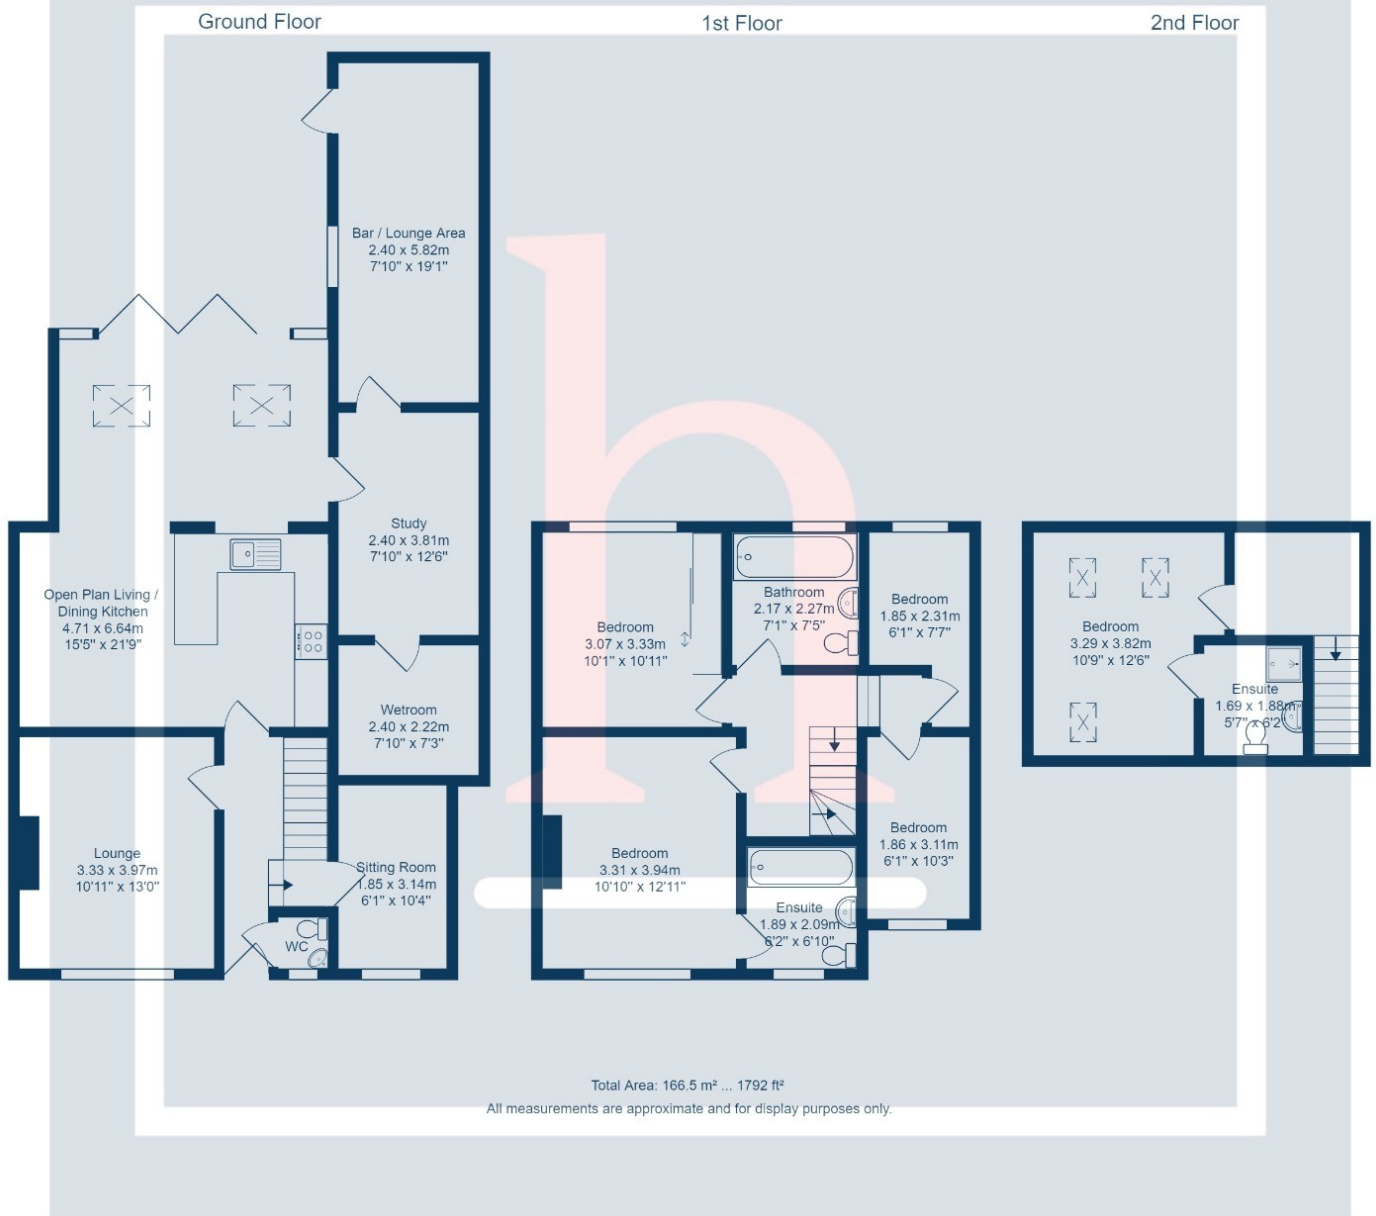 Ground Floor
1st Floor
2nd Floor
Bar / Lounge Area
2.40 x 5.82m
7'10" x 19'1"
Study
2.40 x 3.81m
7'10" x 12'6"
Open Plan Living /
Dining Kitchen
4.71 x 6.64m
15'5" x 21'9"
Wetroom
2.40 x 2.22m
7'10" x 7'3"
Lounge
3.33 x 3.97m
10'11" x 13'0"
Sitting Room
1.85 x 3.14m
6'1" x 10'4"
WC
Bedroom
3.07 x 3.33m
10'1" x 10'11"
Bathroom
2.17 x 2.27m
7'1" x 7'5"
Bedroom
1.85 x 2.31m
6'1" x 7'7"
Bedroom
3.31 x 3.94m
10'10" x 12'11"
Ensuite
1.89 x 2.09m
6'2" x 6'10"
Bedroom
1.86 x 3.11m
6'1" x 10'3"
Bedroom
3.29 x 3.82m
10'9" x 12'6"
Ensuite
1.69 x 1.88m
5'7" x 6'2
h
Total Area: 166.5 m² ... 1792 ft²
All measurements are approximate and for display purposes only.